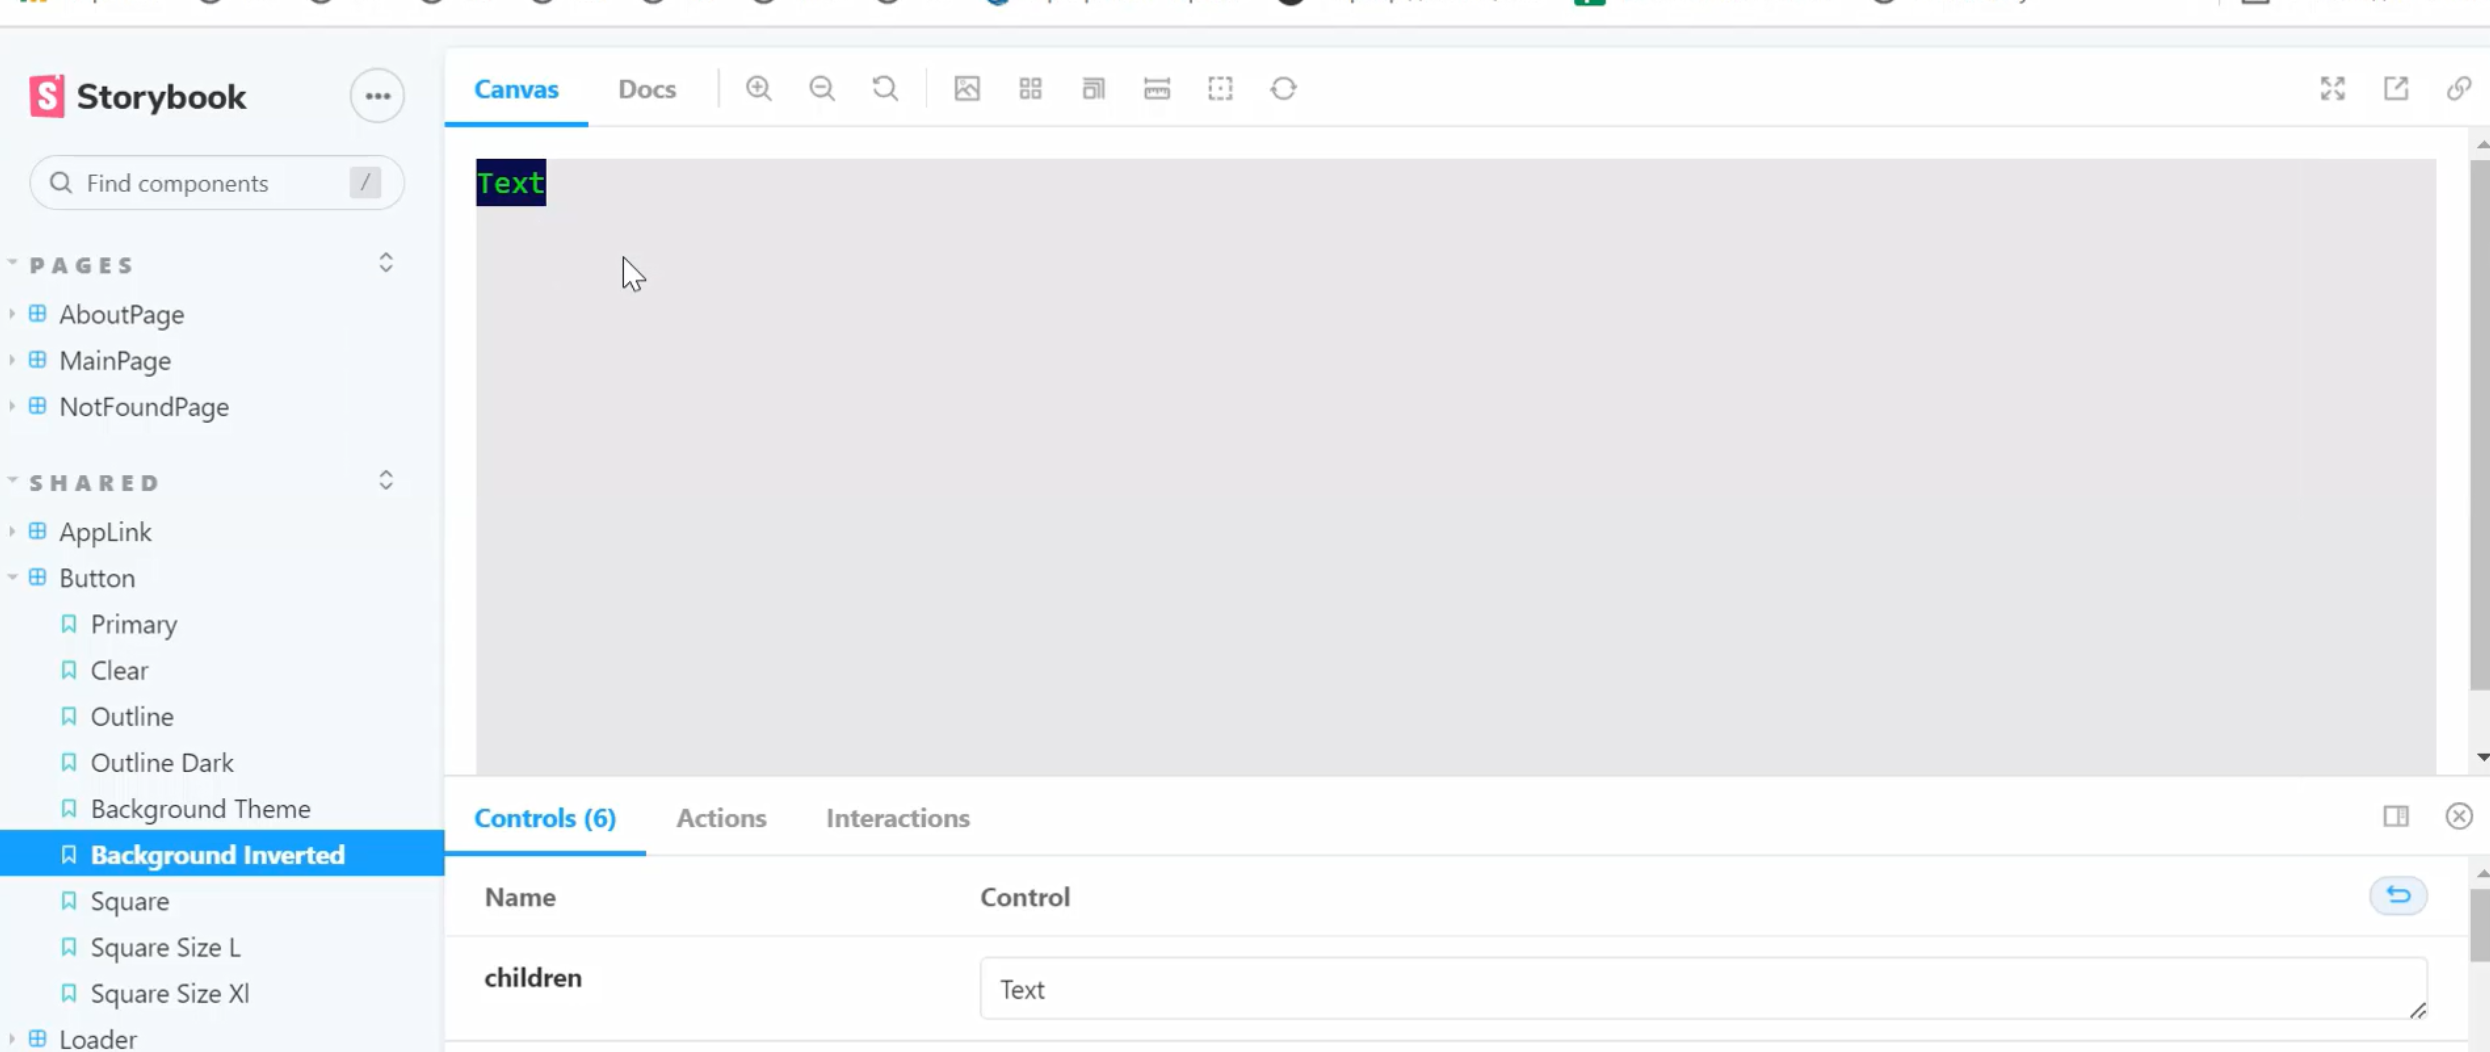 Storybook
Canvas
Docs
Find components
/
Text
PAGES
AboutPage
MainPage
NotFoundPage
SHARED
AppLink
Button
Primary
Clear
Outline
Outline Dark
Background Theme
Background Inverted
Square
Square Size L
Square Size Xl
Loader
Controls (6)
Actions
Interactions
Name
Control
children
Text